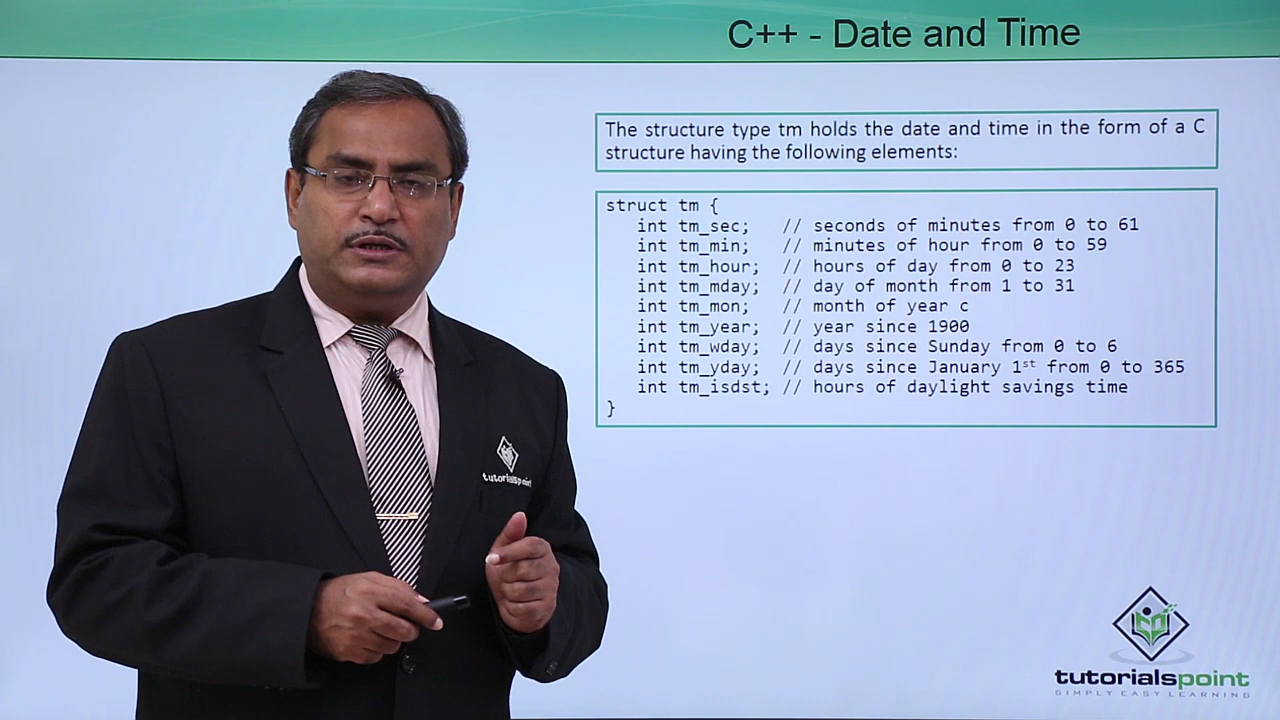 C++ - Date and Time
The structure type tm holds the date and time in the form of a C
structure having the following elements:
struct tm {
int tm_sec; // seconds of minutes from 0 to 61
int tm_min; // minutes of hour from 0 to 59
int tm_hour; // hours of day from 0 to 23
int tm_mday; // day of month from 1 to 31
int tm_mon; // month of year c
int tm_year; // year since 1900
int tm_wday; // days since Sunday from 0 to 6
int tm_yday; // days since January 1st from 0 to 365
int tm_isdst; // hours of daylight savings time
}
tutorialspoint
tutorialspoint
SIMPLY EASY LEARNING